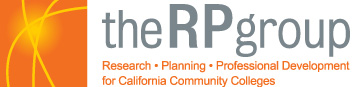 theRPgroup
Research • Planning • Professional Development
for California Community Colleges